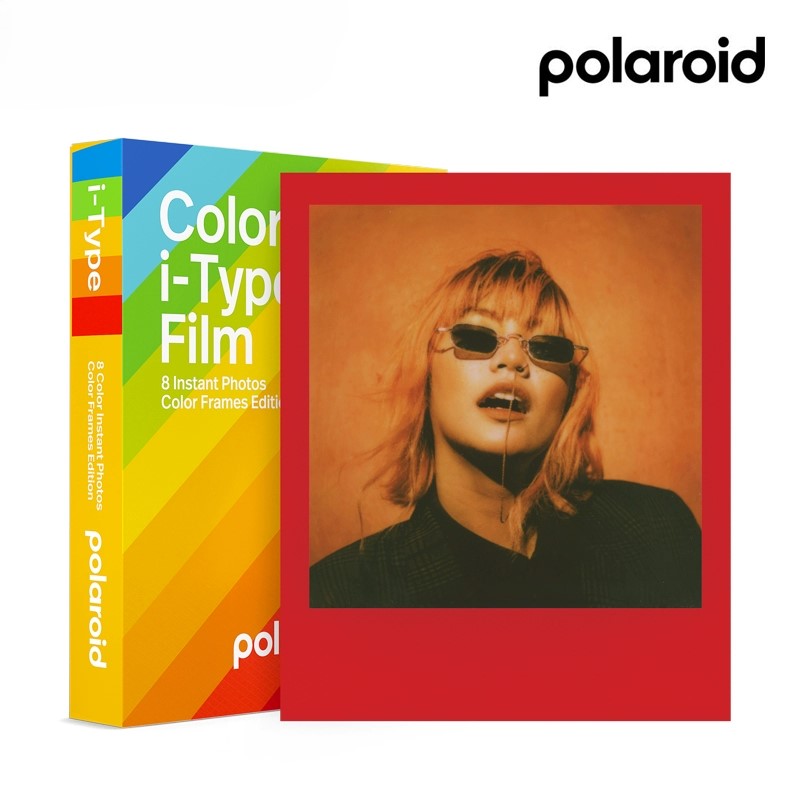 polaroid
Color
i-Type
Film
8 Instant Photos
Color Frames Edition
i-Type
8 Color Instant Photos
Color Frames Edition
polaroid
pol